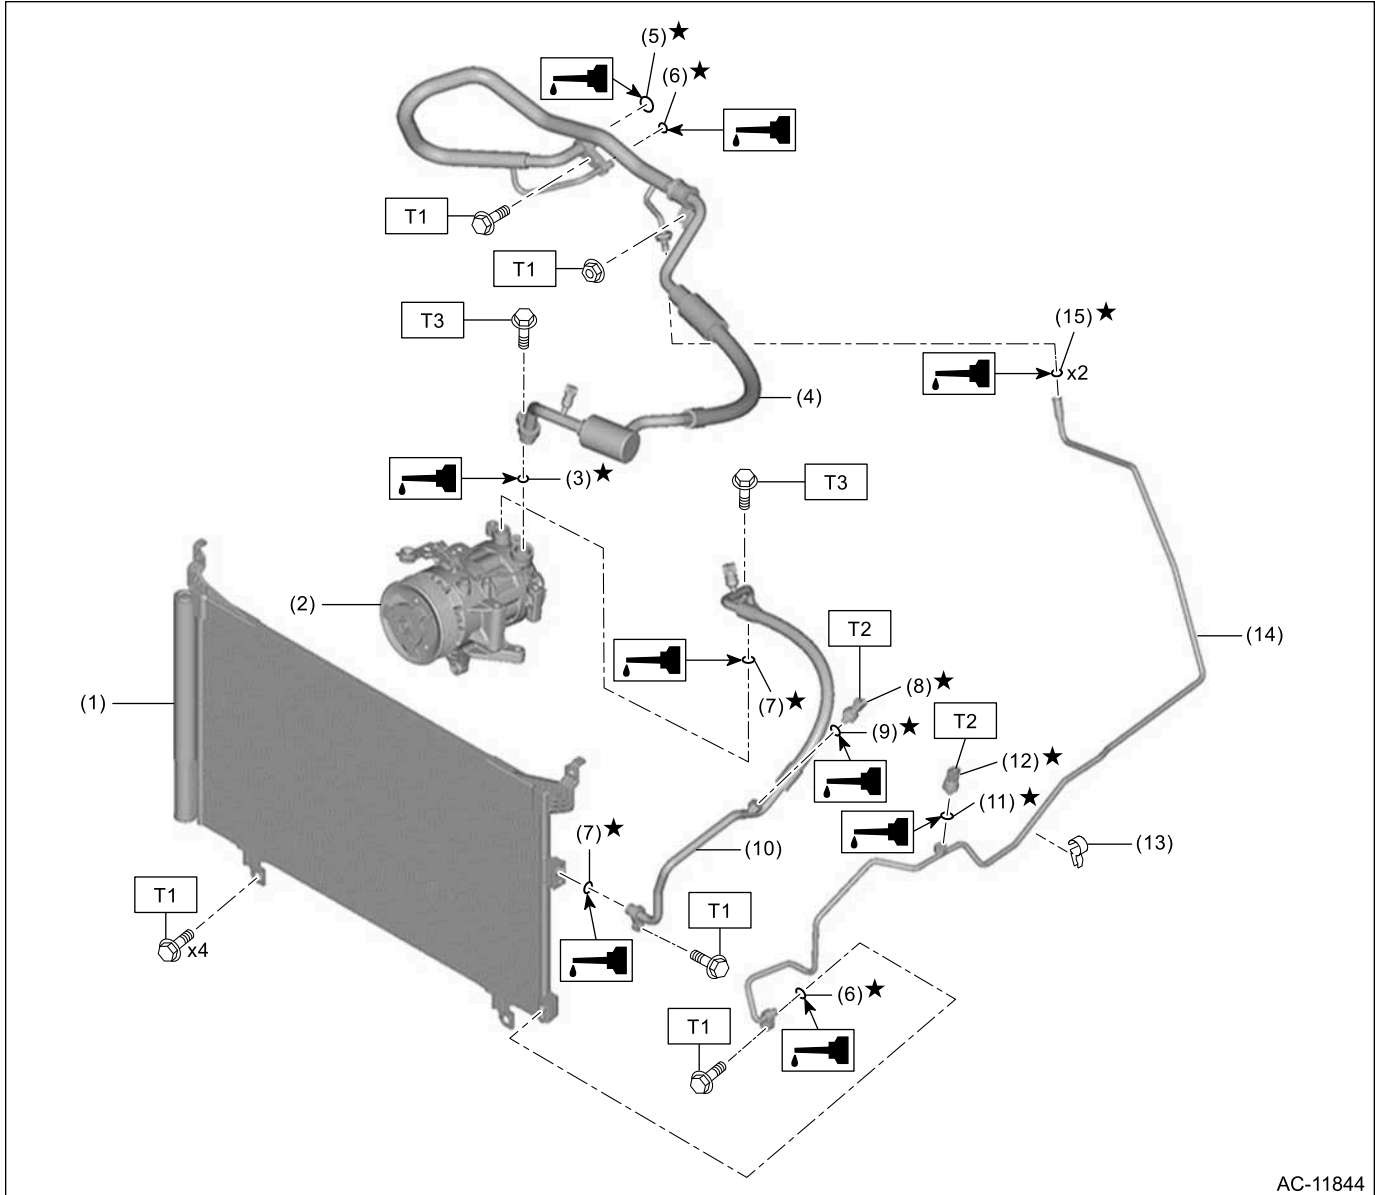 (5)★
(6)★
T1
T1
T3
(15)★
x2
(4)
(3)★
T3
(2)
T2
(14)
(8)★
(1)
(7)★
(9)★
T2
(12)★
(11)★
(7)★
(10)
(13)
T1
T1
x4
(6)★
T1
AC-11844